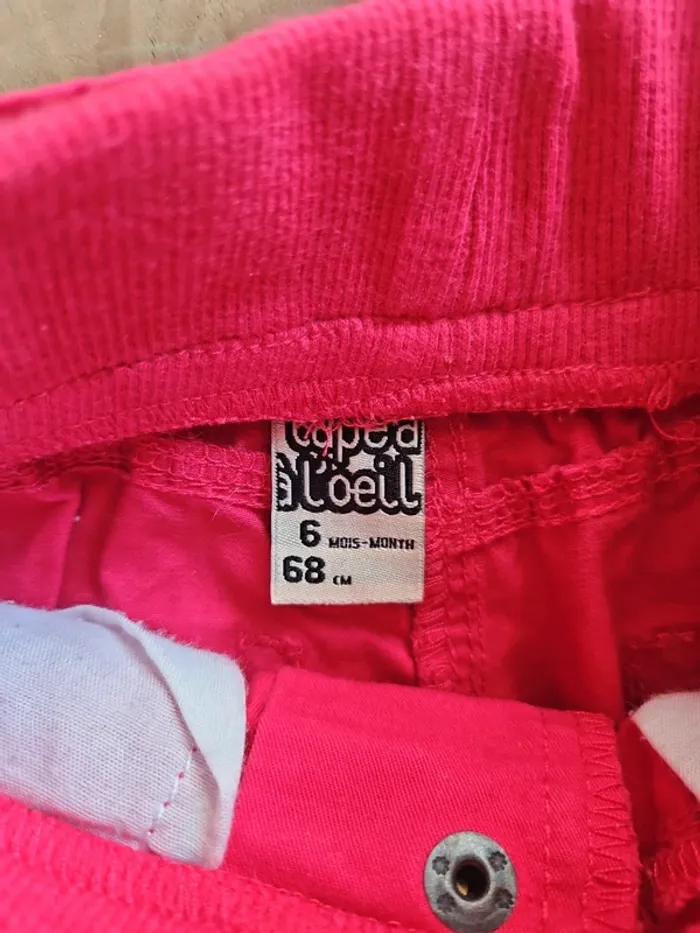 tape à
à l'oeil
6 MOIS-MONTH
68 CM